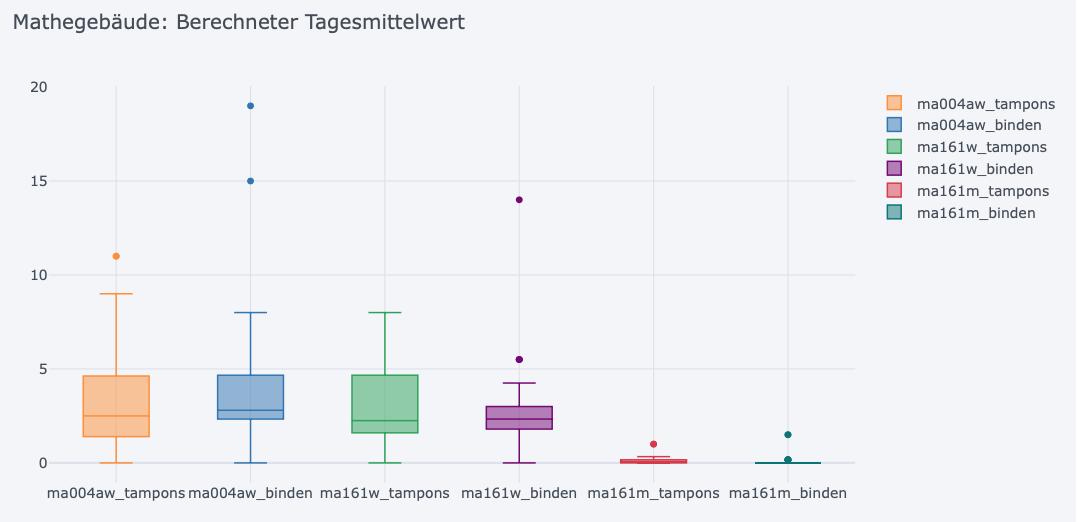 Mathegebäude: Berechneter Tagesmittelwert
20
15
10
5
0
ma004aw_tampons
ma004aw_binden
ma161w_tampons
ma161w_binden
ma161m_tampons
ma161m_binden
ma004aw_tampons
ma004aw_binden
ma161w_tampons
ma161w_binden
ma161m_tampons
ma161m_binden